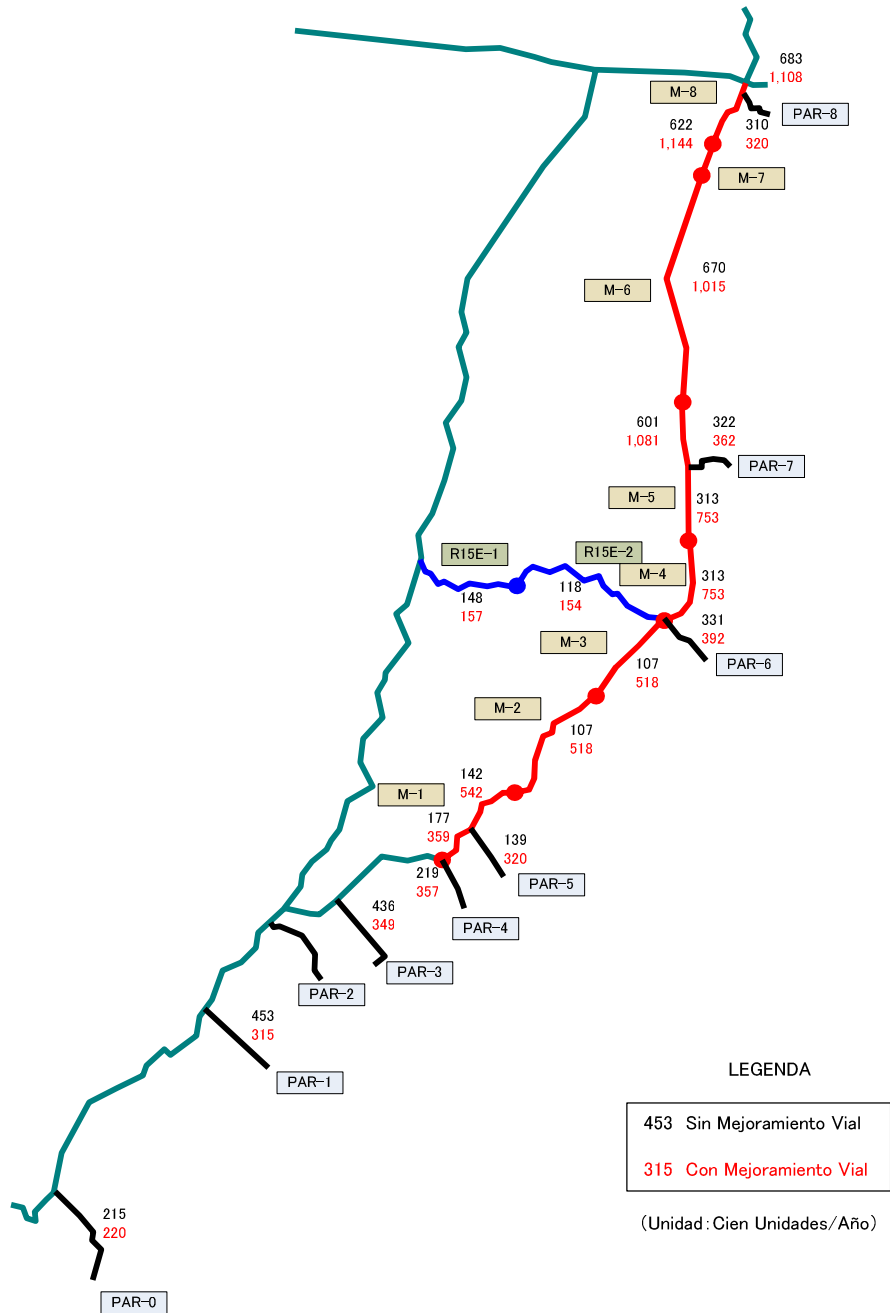 683
1,108
M-8
PAR-8
622
1,144
310
320
M-7
670
1,015
M-6
601
1,081
322
362
PAR-7
M-5
313
753
R15E-1
R15E-2
M-4
313
753
148
157
118
154
331
392
M-3
PAR-6
107
518
M-2
107
518
142
542
M-1
177
359
139
320
219
357
PAR-5
436
349
PAR-4
PAR-3
PAR-2
453
315
PAR-1
LEGENDA
453 Sin Mejoramiento Vial
315 Con Mejoramiento Vial
(Unidad:Cien Unidades/Año)
215
220
PAR-0